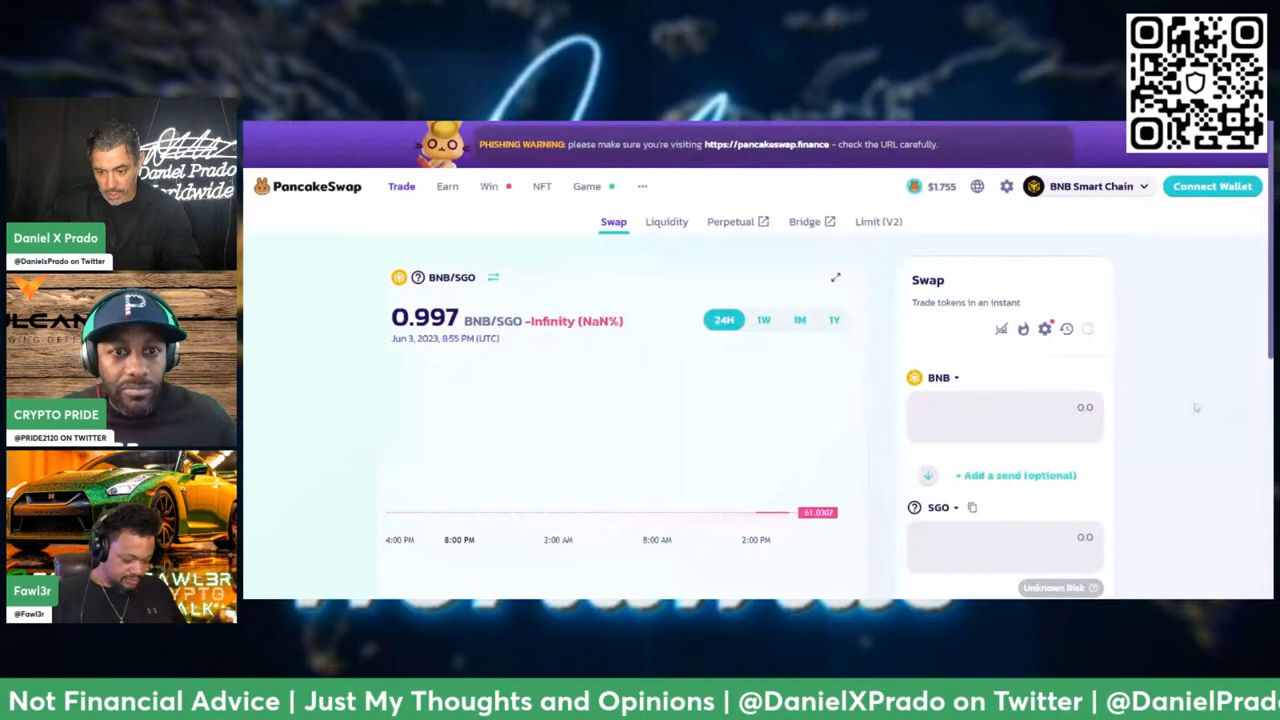 Daniel Prado
Worldwide
Daniel X Prado
@DanielxPrado on Twitter
P
CRYPTO PRIDE
@PRIDE2120 ON TWITTER
Fawl3r
@Fawl3r
PHISHING WARNING: please make sure you're visiting https://pancakeswap.finance - check the URL carefully.
PancakeSwap
Trade
Earn
Win
NFT
Game
$1.755
BNB Smart Chain
Connect Wallet
Swap
Liquidity
Perpetual
Bridge
Limit (V2)
BNB/SGO
0.997 BNB/SGO -Infinity (NaN%)
Jun 3, 2023, 8:55 PM (UTC)
24H
1W
1M
1Y
61.0302
4:00 PM
8:00 PM
2:00 AM
8:00 AM
2:00 PM
Swap
Trade tokens in an instant
BNB
0.0
+ Add a send (optional)
SGO
0.0
Unknown Risk
Not Financial Advice | Just My Thoughts and Opinions | @DanielXPrado on Twitter | @DanielPrad